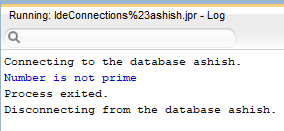 Running: IdeConnections%23ashish.jpr - Log
Connecting to the database ashish.
Number is not prime
Process exited.
Disconnecting from the database ashish.